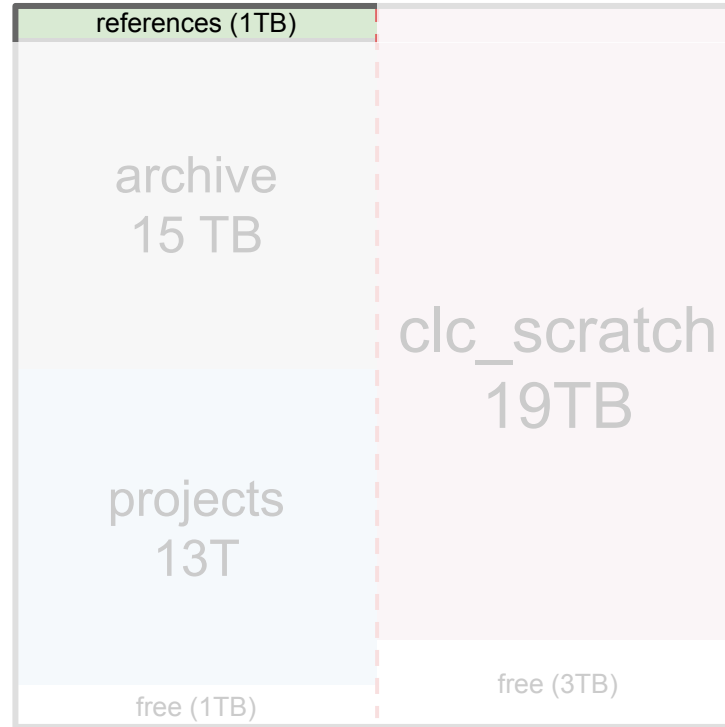 references (1TB)
archive
15 TB
clc_scratch
19TB
projects
13T
free (3TB)
free (1TB)